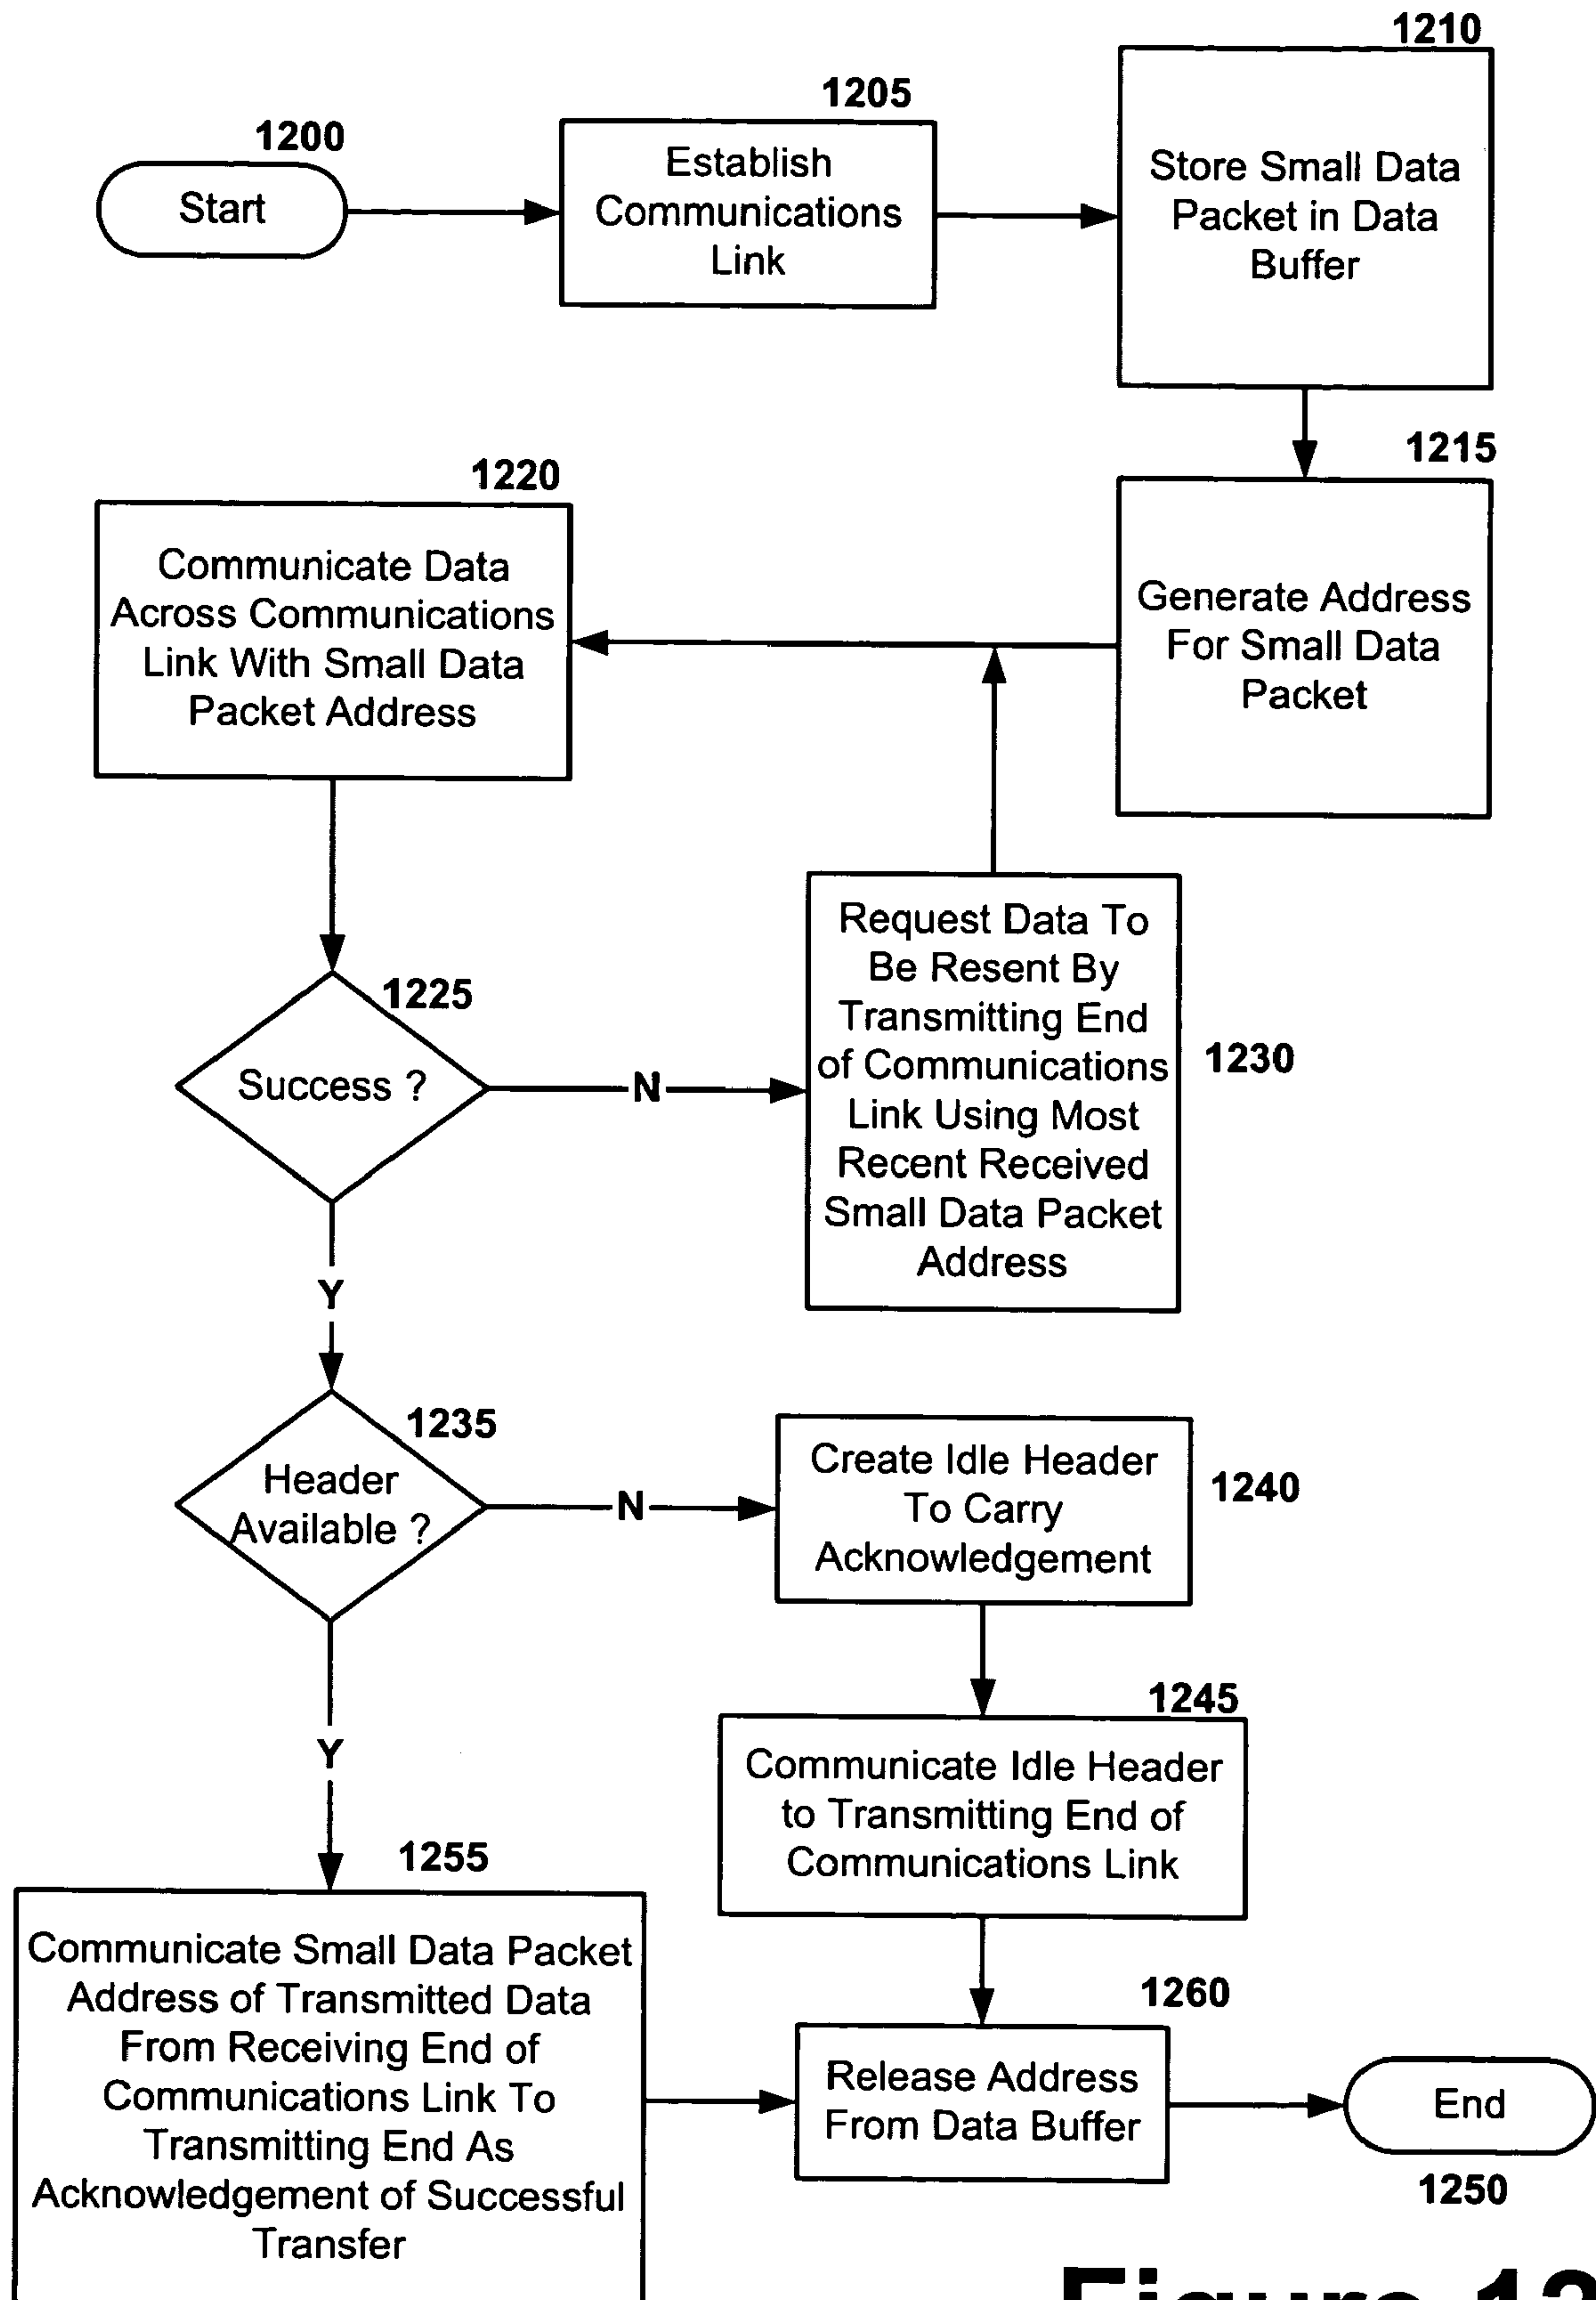 1200
Start
1205
Establish
Communications
Link
1210
Store Small Data
Packet in Data
Buffer
1215
Generate Address
For Small Data
Packet
1220
Communicate Data
Across Communications
Link With Small Data
Packet Address
1225
Success ?
N
Request Data To
Be Resent By
Transmitting End
of Communications
Link Using Most
Recent Received
Small Data Packet
Address
1230
Y
1235
Header
Available ?
N
Create Idle Header
To Carry
Acknowledgement
1240
1245
Communicate Idle Header
to Transmitting End of
Communications Link
Y
1255
Communicate Small Data Packet
Address of Transmitted Data
From Receiving End of
Communications Link To
Transmitting End As
Acknowledgement of Successful
Transfer
1260
Release Address
From Data Buffer
End
1250